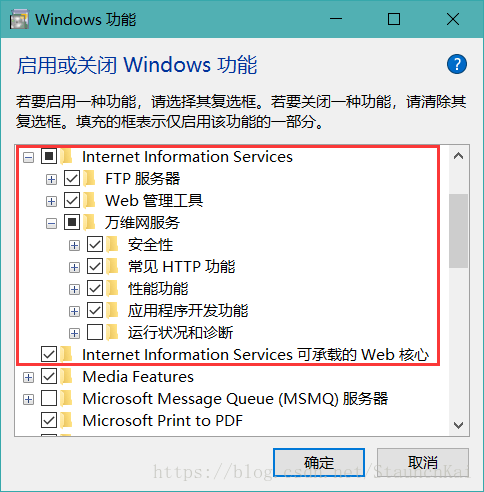 Windows 功能
启用或关闭 Windows 功能
若要启用一种功能，请选择其复选框。若要关闭一种功能，请清除其
复选框。填充的框表示仅启用该功能的一部分。
Internet Information Services
FTP 服务器
Web 管理工具
万维网服务
安全性
常见 HTTP 功能
性能功能
应用程序开发功能
运行状况和诊断
Internet Information Services 可承载的 Web 核心
Media Features
Microsoft Message Queue (MSMQ) 服务器
Microsoft Print to PDF
确定 取消
https://blog.csdn.net/StaunchKai